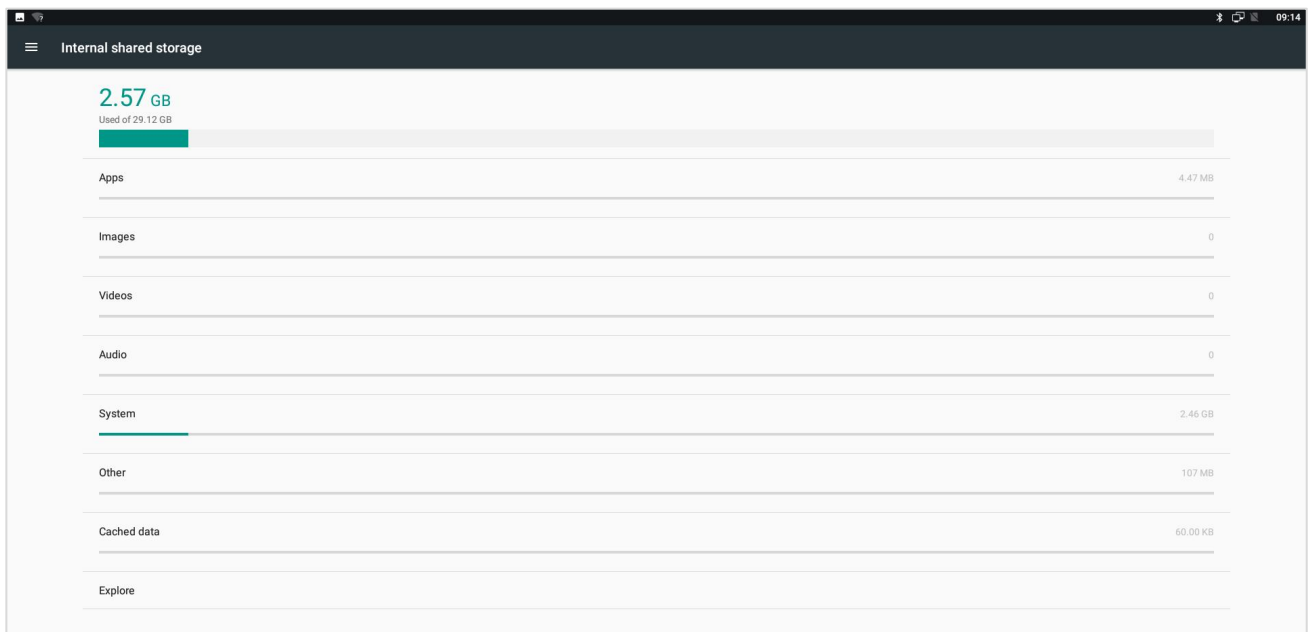 09:14
Internal shared storage
2.57 GB
Used of 29.12 GB
Apps 4.47 MB
Images 0
Videos 0
Audio 0
System 2.46 GB
Other 107 MB
Cached data 60.00 KB
Explore